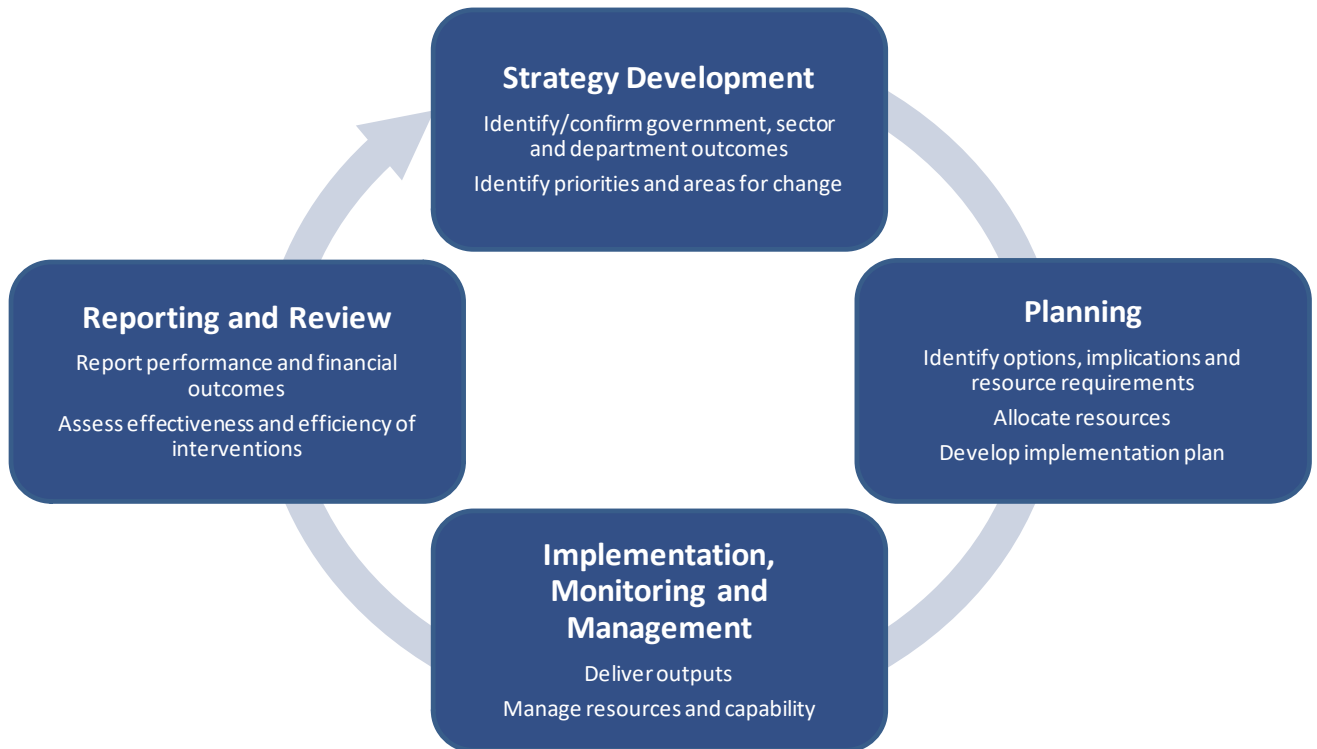 Strategy Development
Identify/confirm government, sector
and department outcomes
Identify priorities and areas for change
Planning
Identify options, implications and
resource requirements
Allocate resources
Develop implementation plan
Implementation,
Monitoring and
Management
Deliver outputs
Manage resources and capability
Reporting and Review
Report performance and financial
outcomes
Assess effectiveness and efficiency of
interventions